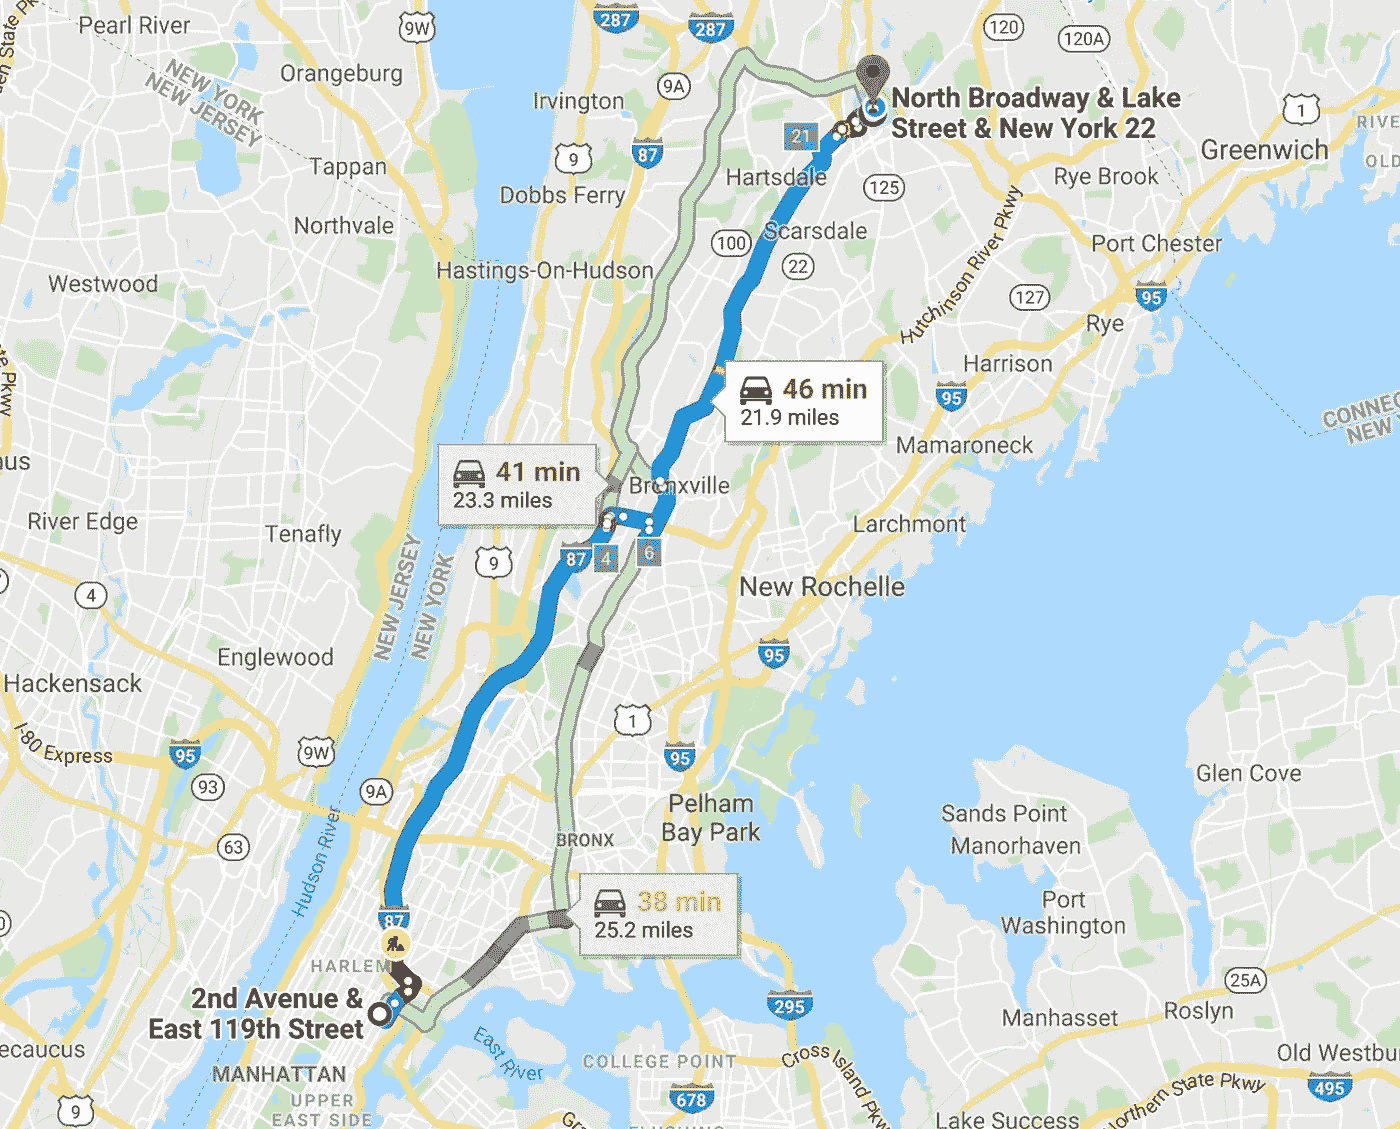 Pearl River
9W
287
287
120
120A
Orangeburg
9A
NEW YORK
NEW JERSEY
Irvington
North Broadway & Lake
Street & New York 22
1
Greenwich
9
87
21
Tappan
Hartsdale
125
Rye Brook
Dobbs Ferry
Northvale
100
Scarsdale
22
Port Chester
Hutchinson River Pkwy
Hastings-On-Hudson
Westwood
127
95
Rye
Harrison
46 min
21.9 miles
95
Mamaroneck
41 min
23.3 miles
Bronxville
River Edge
Tenafly
Larchmont
9
87
4
6
New Rochelle
4
NEW JERSEY
NEW YORK
Englewood
95
Hackensack
1
I-80 Express
95
9W
95
93
9A
Glen Cove
Pelham
Bay Park
Sands Point
Manorhaven
63
Hudson River
BRONX
38 min
25.2 miles
87
Port
Washington
HARLEM
25A
2nd Avenue &
East 119th Street
295
Manhasset
Roslyn
East River
COLLEGE POINT
Cross Island Pkw
Old Westbu
MANHATTAN
UPPER
EAST SIDE
9
678
495
Northern State Pkwy
Lake Success